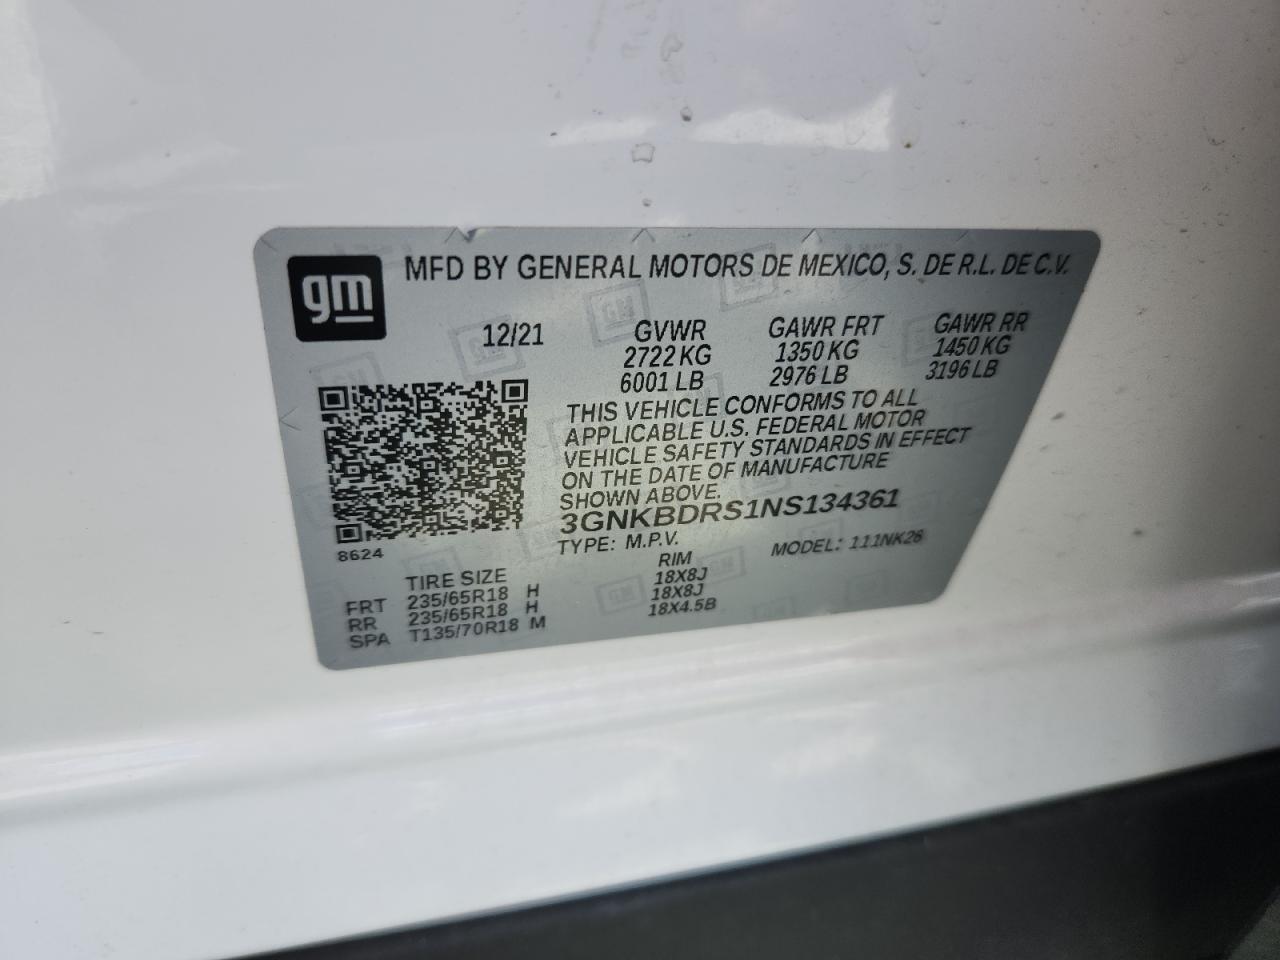 gm
MFD BY GENERAL MOTORS DE MEXICO, S. DE R.L. DE C.V.
12/21 GVWR GAWR FRT GAWR RR
2722 KG 1350 KG 1450 KG
6001 LB 2976 LB 3196 LB
THIS VEHICLE CONFORMS TO ALL
APPLICABLE U.S. FEDERAL MOTOR
VEHICLE SAFETY STANDARDS IN EFFECT
ON THE DATE OF MANUFACTURE
SHOWN ABOVE.
3GNKBDRS1NS134361
8624
TYPE: M.P.V. MODEL: 111NK26
TIRE SIZE RIM
FRT 235/65R18 H 18X8J
RR 235/65R18 H 18X8J
SPA T135/70R18 M 18X4.5B